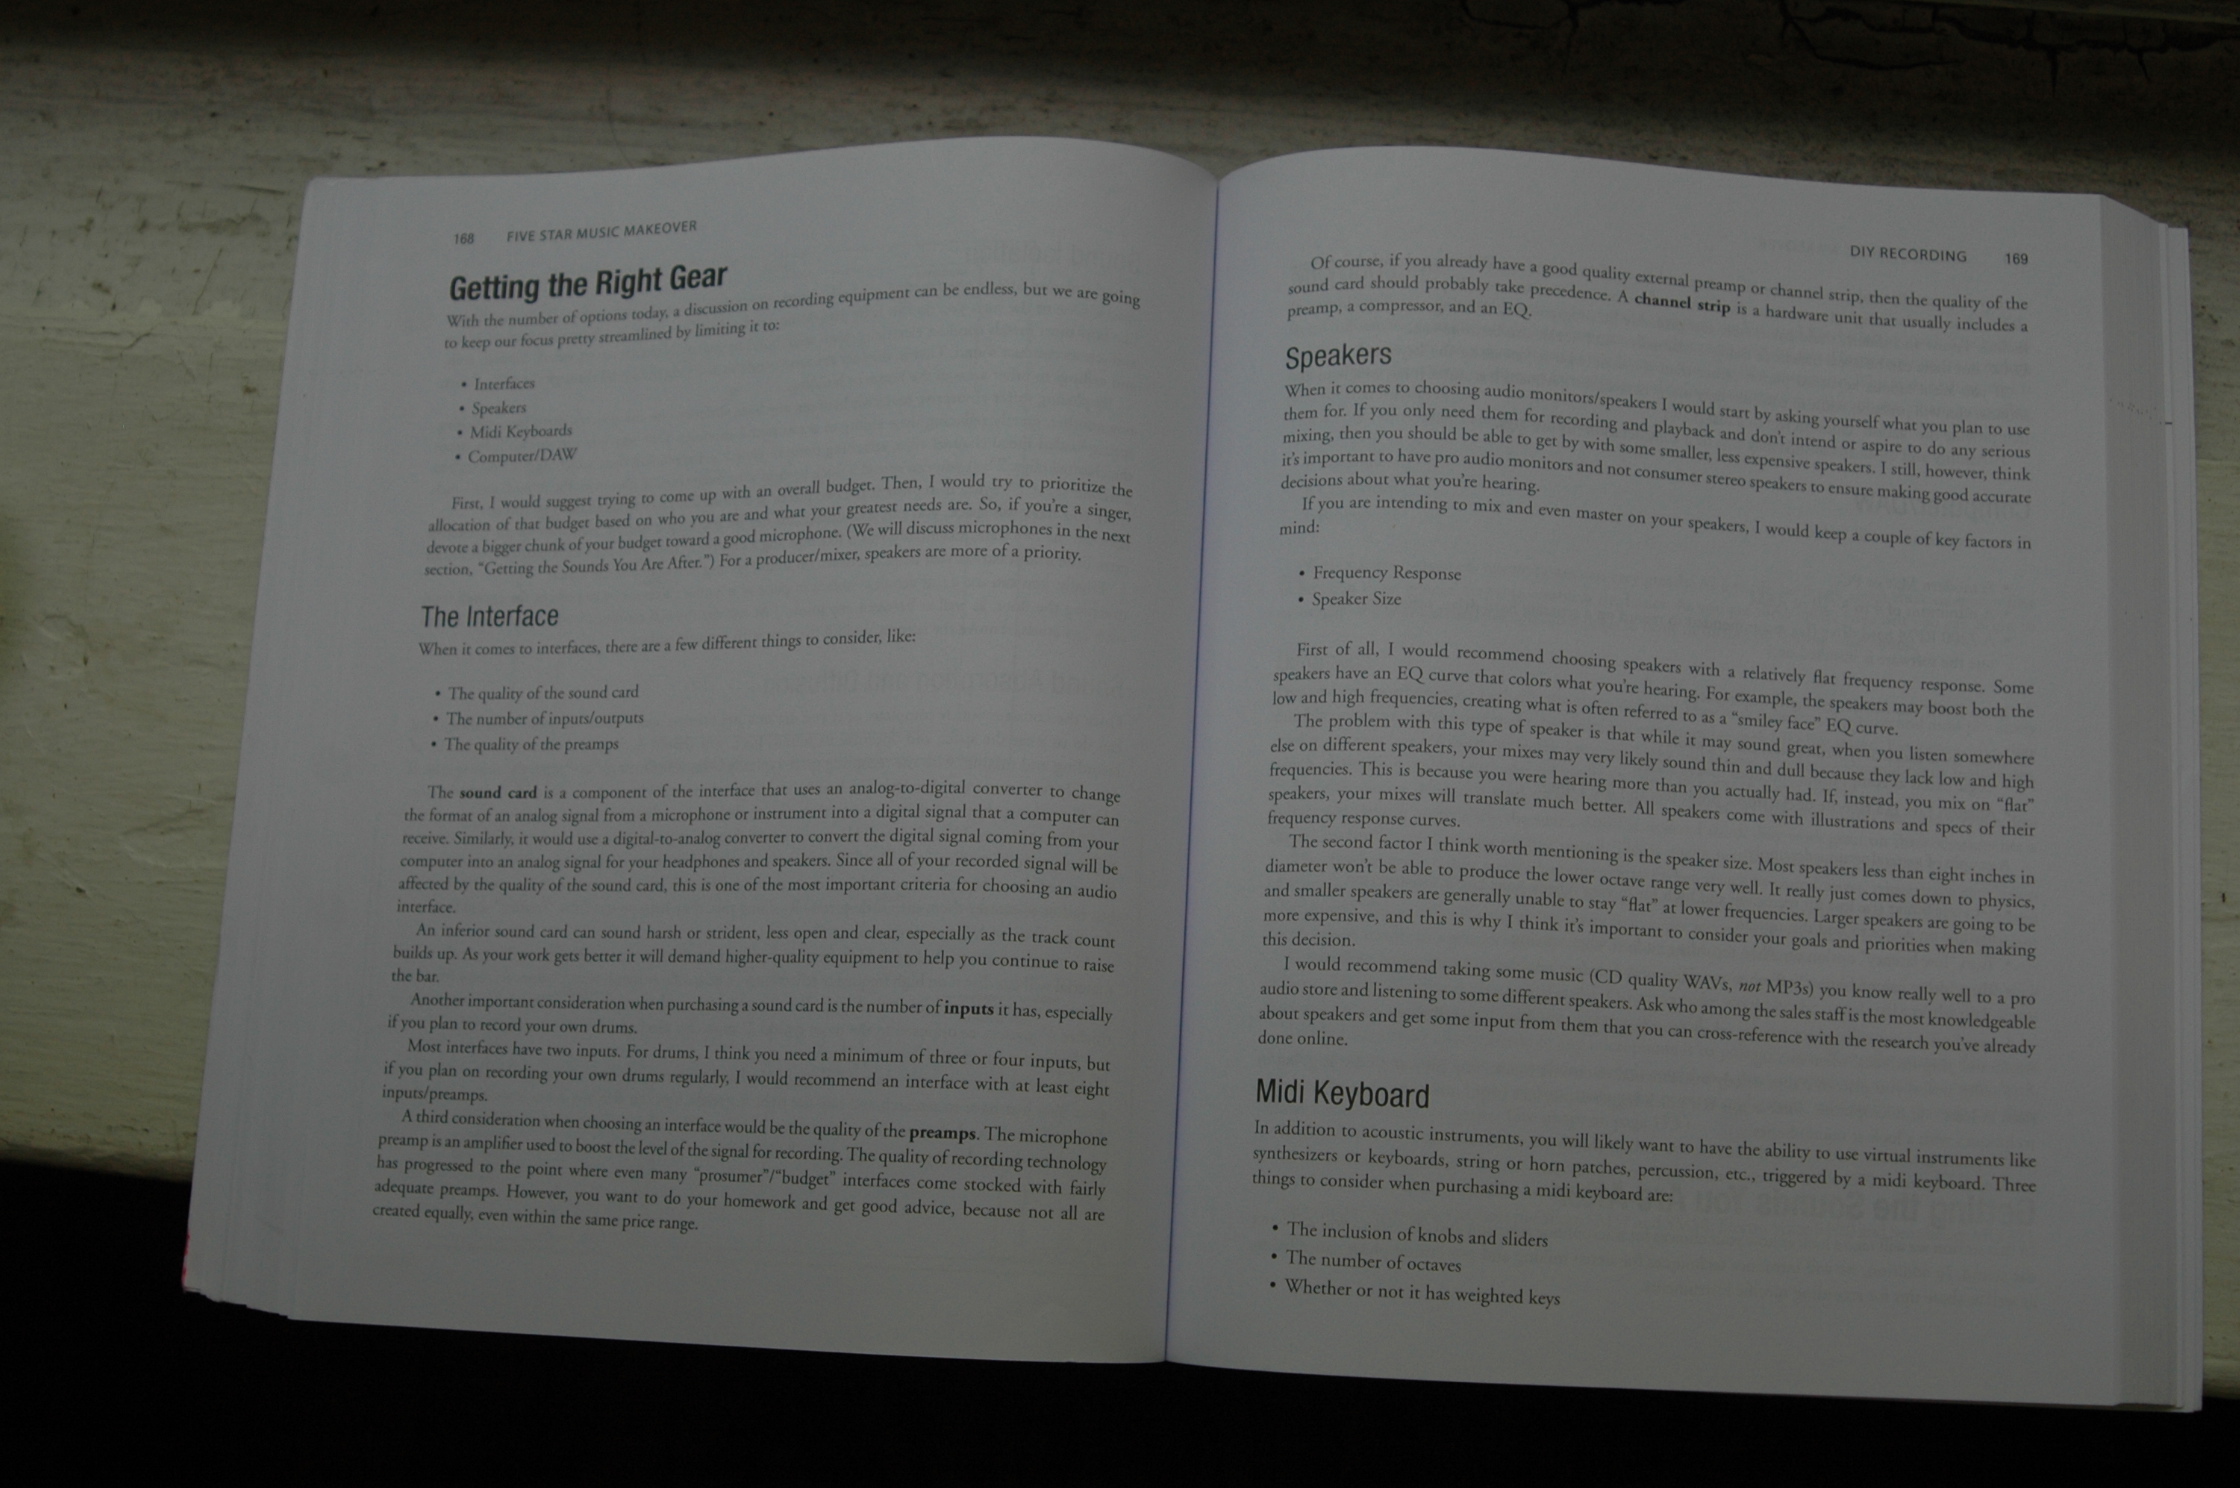 168 FIVE STAR MUSIC MAKEOVER
Getting the Right Gear
With the number of options today, a discussion on recording equipment can be endless, but we are going
to keep our focus pretty streamlined by limiting it to:
• Interfaces
• Speakers
• Midi Keyboards
• Computer/DAW
First, I would suggest trying to come up with an overall budget. Then, I would try to prioritize the
allocation of that budget based on who you are and what your greatest needs are. So, if you're a singer,
devote a bigger chunk of your budget toward a good microphone. (We will discuss microphones in the next
section, “Getting the Sounds You Are After.”) For a producer/mixer, speakers are more of a priority.
The Interface
When it comes to interfaces, there are a few different things to consider, like:
• The quality of the sound card
• The number of inputs/outputs
• The quality of the preamps
The sound card is a component of the interface that uses an analog-to-digital converter to change
the format of an analog signal from a microphone or instrument into a digital signal that a computer can
receive. Similarly, it would use a digital-to-analog converter to convert the digital signal coming from your
computer into an analog signal for your headphones and speakers. Since all of your recorded signal will be
affected by the quality of the sound card, this is one of the most important criteria for choosing an audio
interface.
An inferior sound card can sound harsh or strident, less open and clear, especially as the track count
builds up. As your work gets better it will demand higher-quality equipment to help you continue to raise
the bar.
Another important consideration when purchasing a sound card is the number of inputs it has, especially
if you plan to record your own drums.
Most interfaces have two inputs. For drums, I think you need a minimum of three or four inputs, but
if you plan on recording your own drums regularly, I would recommend an interface with at least eight
inputs/preamps.
A third consideration when choosing an interface would be the quality of the preamps. The microphone
preamp is an amplifier used to boost the level of the signal for recording. The quality of recording technology
has progressed to the point where even many “prosumer”/“budget” interfaces come stocked with fairly
adequate preamps. However, you want to do your homework and get good advice, because not all are
created equally, even within the same price range.
DIY RECORDING 169
Of course, if you already have a good quality external preamp or channel strip, then the quality of the
sound card should probably take precedence. A channel strip is a hardware unit that usually includes a
preamp, a compressor, and an EQ.
Speakers
When it comes to choosing audio monitors/speakers I would start by asking yourself what you plan to use
them for. If you only need them for recording and playback and don't intend or aspire to do any serious
mixing, then you should be able to get by with some smaller, less expensive speakers. I still, however, think
it's important to have pro audio monitors and not consumer stereo speakers to ensure making good accurate
decisions about what you're hearing.
If you are intending to mix and even master on your speakers, I would keep a couple of key factors in
mind:
• Frequency Response
• Speaker Size
First of all, I would recommend choosing speakers with a relatively flat frequency response. Some
speakers have an EQ curve that colors what you're hearing. For example, the speakers may boost both the
low and high frequencies, creating what is often referred to as a “smiley face” EQ curve.
The problem with this type of speaker is that while it may sound great, when you listen somewhere
else on different speakers, your mixes may very likely sound thin and dull because they lack low and high
frequencies. This is because you were hearing more than you actually had. If, instead, you mix on “flat”
speakers, your mixes will translate much better. All speakers come with illustrations and specs of their
frequency response curves.
The second factor I think worth mentioning is the speaker size. Most speakers less than eight inches in
diameter won't be able to produce the lower octave range very well. It really just comes down to physics,
and smaller speakers are generally unable to stay “flat” at lower frequencies. Larger speakers are going to be
more expensive, and this is why I think it's important to consider your goals and priorities when making
this decision.
I would recommend taking some music (CD quality WAVs, not MP3s) you know really well to a pro
audio store and listening to some different speakers. Ask who among the sales staff is the most knowledgeable
about speakers and get some input from them that you can cross-reference with the research you've already
done online.
Midi Keyboard
In addition to acoustic instruments, you will likely want to have the ability to use virtual instruments like
synthesizers or keyboards, string or horn patches, percussion, etc., triggered by a midi keyboard. Three
things to consider when purchasing a midi keyboard are:
• The inclusion of knobs and sliders
• The number of octaves
• Whether or not it has weighted keys